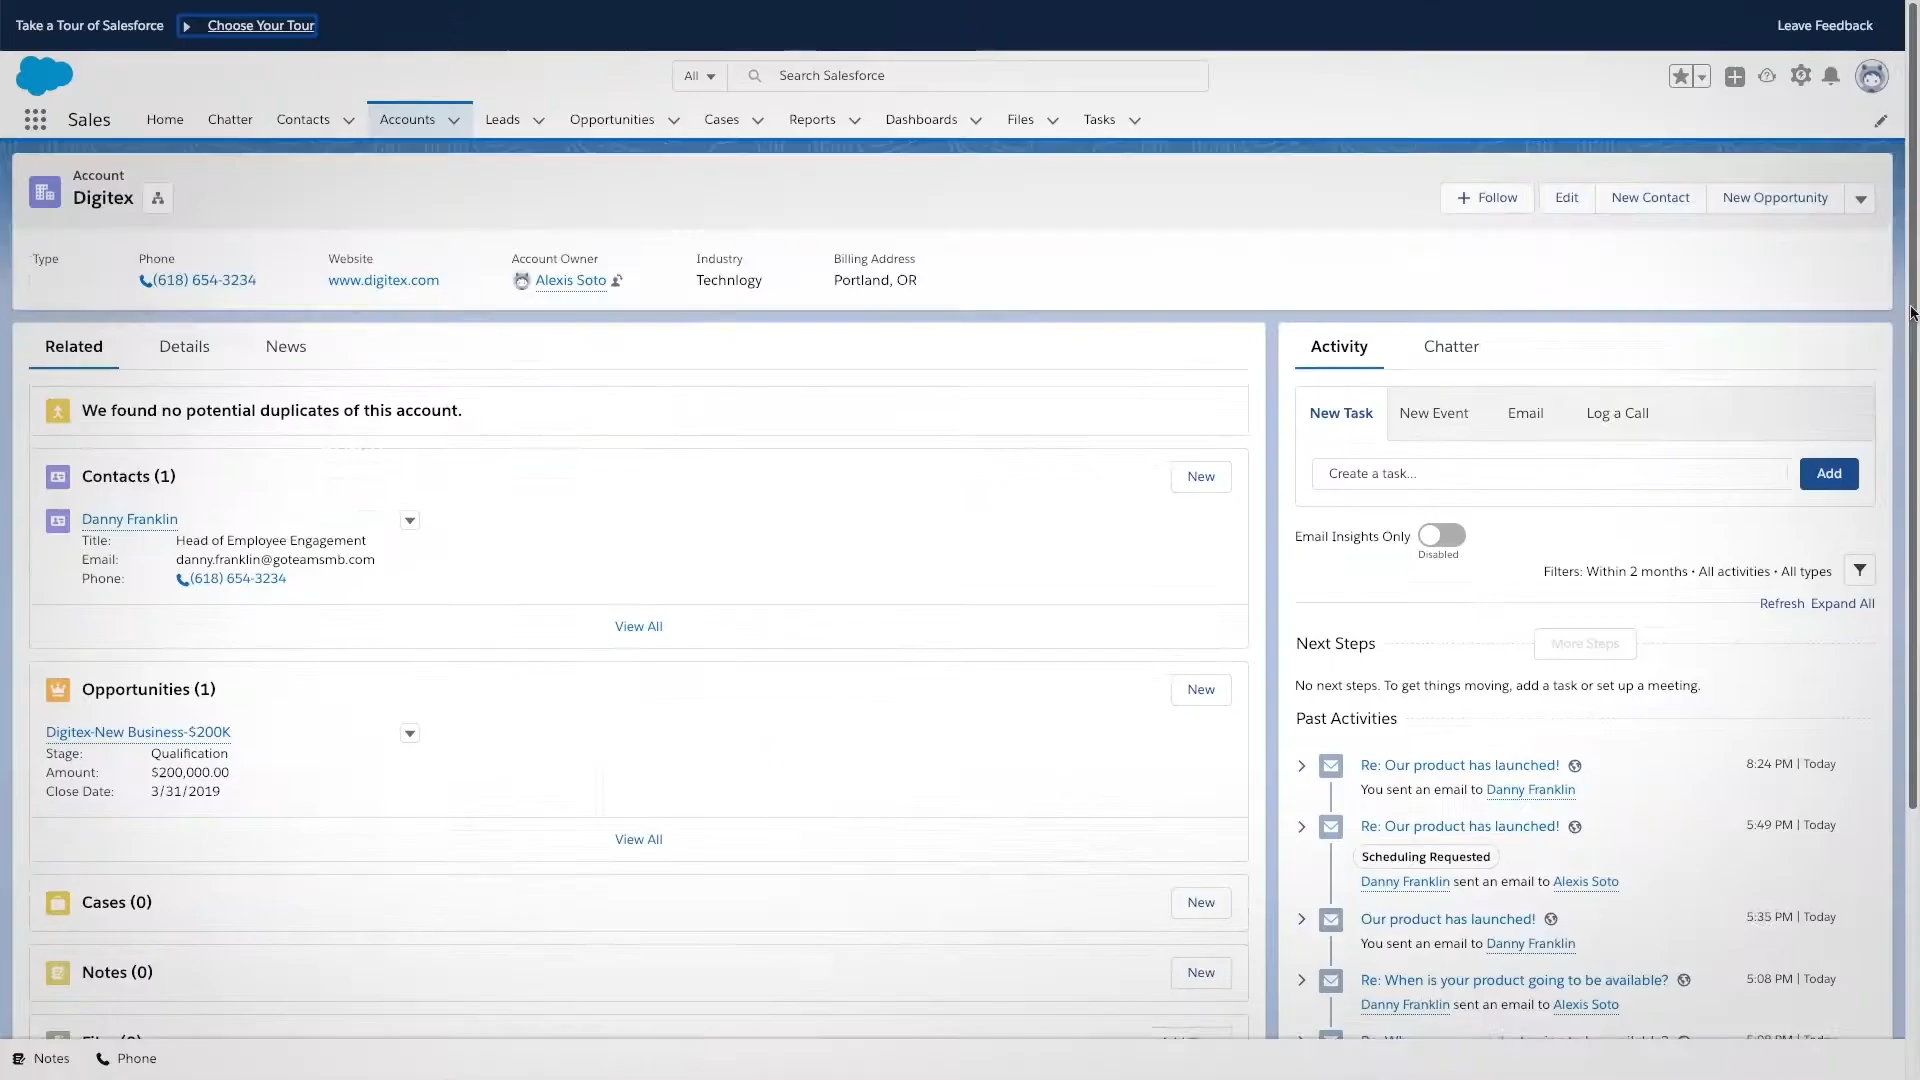 Take a Tour of Salesforce Choose Your Tour Leave Feedback
All Search Salesforce
Sales Home Chatter Contacts Accounts Leads Opportunities Cases Reports Dashboards Files Tasks
Account
Digitex
Follow Edit New Contact New Opportunity
Type Phone Website Account Owner Industry Billing Address
(618) 654-3234 www.digitex.com Alexis Soto Technlogy Portland, OR
Related Details News
We found no potential duplicates of this account.
Contacts (1) New
Danny Franklin
Title: Head of Employee Engagement
Email: danny.franklin@goteamsmb.com
Phone: (618) 654-3234
View All
Opportunities (1) New
Digitex-New Business-$200K
Stage: Qualification
Amount: $200,000.00
Close Date: 3/31/2019
View All
Cases (0) New
Notes (0) New
Activity Chatter
New Task New Event Email Log a Call
Create a task... Add
Email Insights Only
Disabled
Filters: Within 2 months • All activities • All types
Refresh Expand All
Next Steps More Steps
No next steps. To get things moving, add a task or set up a meeting.
Past Activities
Re: Our product has launched! 8:24 PM | Today
You sent an email to Danny Franklin
Re: Our product has launched! 5:49 PM | Today
Scheduling Requested
Danny Franklin sent an email to Alexis Soto
Our product has launched! 5:35 PM | Today
You sent an email to Danny Franklin
Re: When is your product going to be available? 5:08 PM | Today
Danny Franklin sent an email to Alexis Soto
Notes Phone